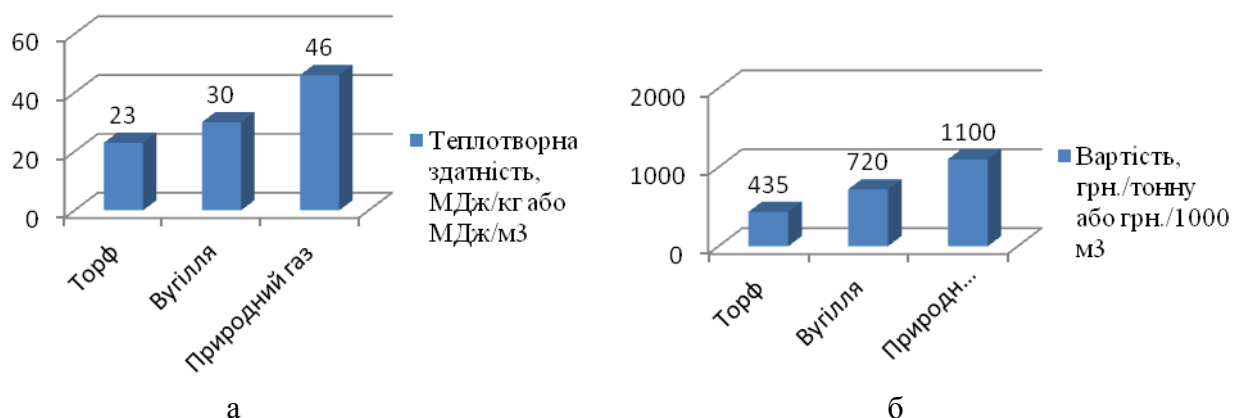 60
40
20
0
23
30
46
Торф
Вугілля
Природний газ
Теплотворна
здатність,
МДж/кг або
МДж/м3
а
2000
1000
0
435
720
1100
Торф
Вугілля
Природн...
Вартість,
грн./тонну
або грн./1000
м3
б